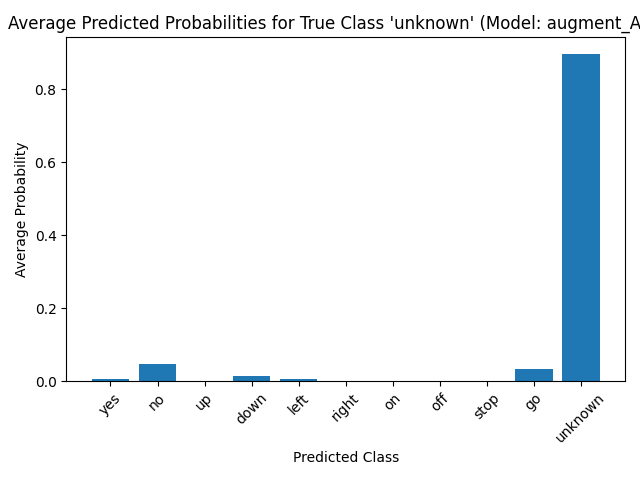 Average Predicted Probabilities for True Class 'unknown' (Model: augment_A
Average Probability
0.8
0.6
0.4
0.2
0.0
yes no up down left right on off stop go unknown
Predicted Class